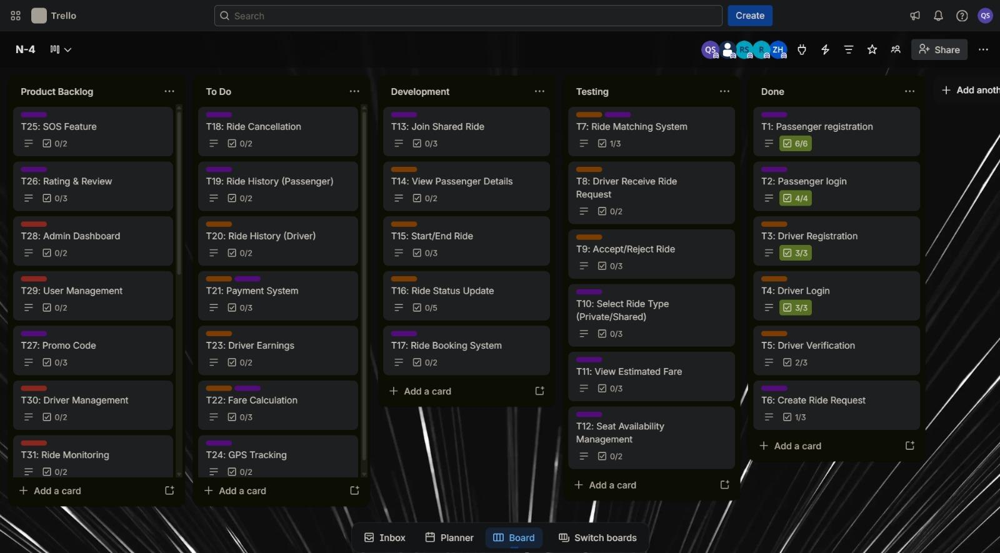 Trello
Search
Create
QS
N-4
QS
RS
R
ZH
Share
Product Backlog
T25: SOS Feature
0/2
T26: Rating & Review
0/3
T28: Admin Dashboard
0/2
T29: User Management
0/2
T27: Promo Code
0/3
T30: Driver Management
0/2
T31: Ride Monitoring
0/2
Add a card
To Do
T18: Ride Cancellation
0/2
T19: Ride History (Passenger)
0/2
T20: Ride History (Driver)
0/2
T21: Payment System
0/3
T23: Driver Earnings
0/2
T22: Fare Calculation
0/3
T24: GPS Tracking
0/2
Add a card
Development
T13: Join Shared Ride
0/3
T14: View Passenger Details
0/2
T15: Start/End Ride
0/3
T16: Ride Status Update
0/5
T17: Ride Booking System
0/2
Add a card
Testing
T7: Ride Matching System
1/3
T8: Driver Receive Ride
Request
0/2
T9: Accept/Reject Ride
0/3
T10: Select Ride Type
(Private/Shared)
0/3
T11: View Estimated Fare
0/3
T12: Seat Availability
Management
0/2
Add a card
Done
T1: Passenger registration
6/6
T2: Passenger login
4/4
T3: Driver Registration
3/3
T4: Driver Login
3/3
T5: Driver Verification
2/3
T6: Create Ride Request
1/3
Add a card
Add anoth
Inbox
Planner
Board
Switch boards